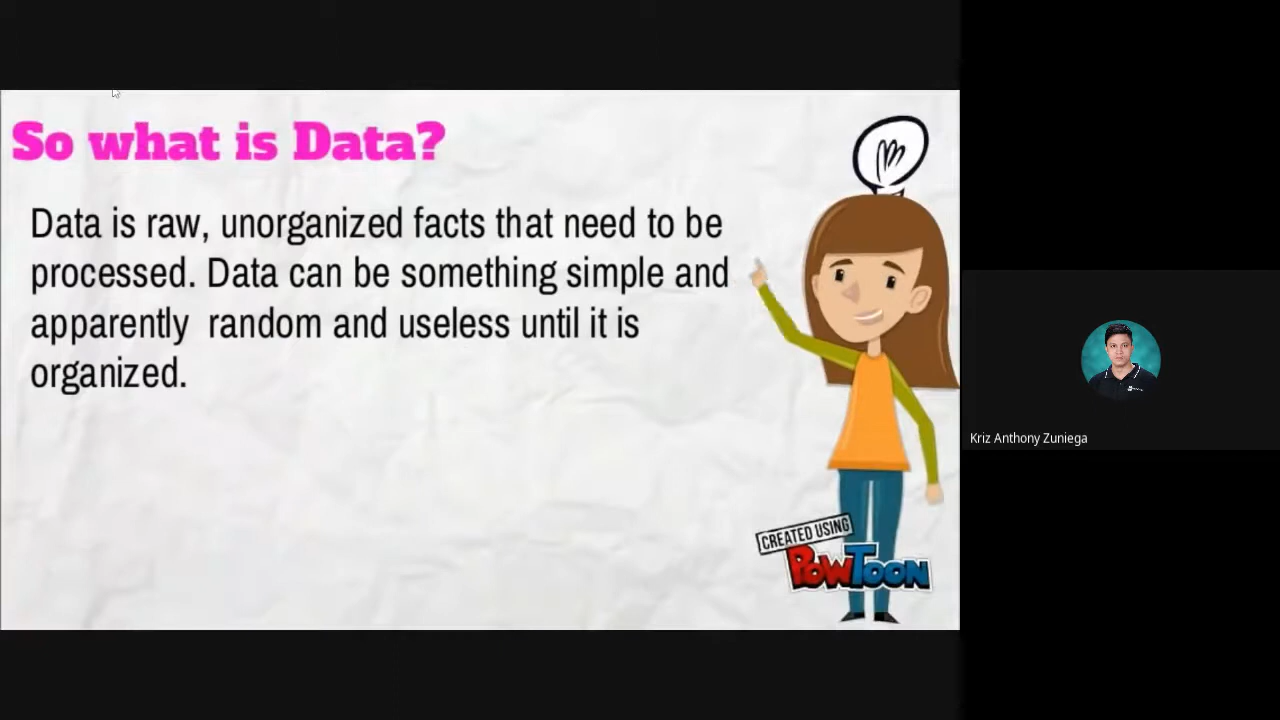 So what is Data?
Data is raw, unorganized facts that need to be
processed. Data can be something simple and
apparently random and useless until it is
organized.
CREATED USING
POWTOON
Kriz Anthony Zuniega